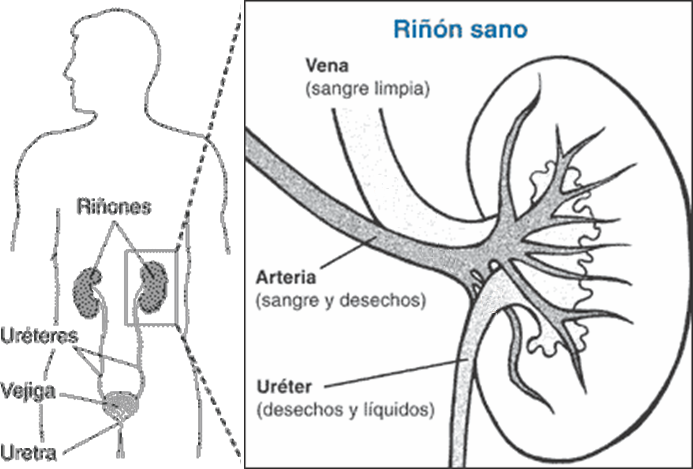 Riñones
Uréteres
Vejiga
Uretra
Riñón sano
Vena
(sangre limpia)
Arteria
(sangre y desechos)
Uréter
(desechos y líquidos)